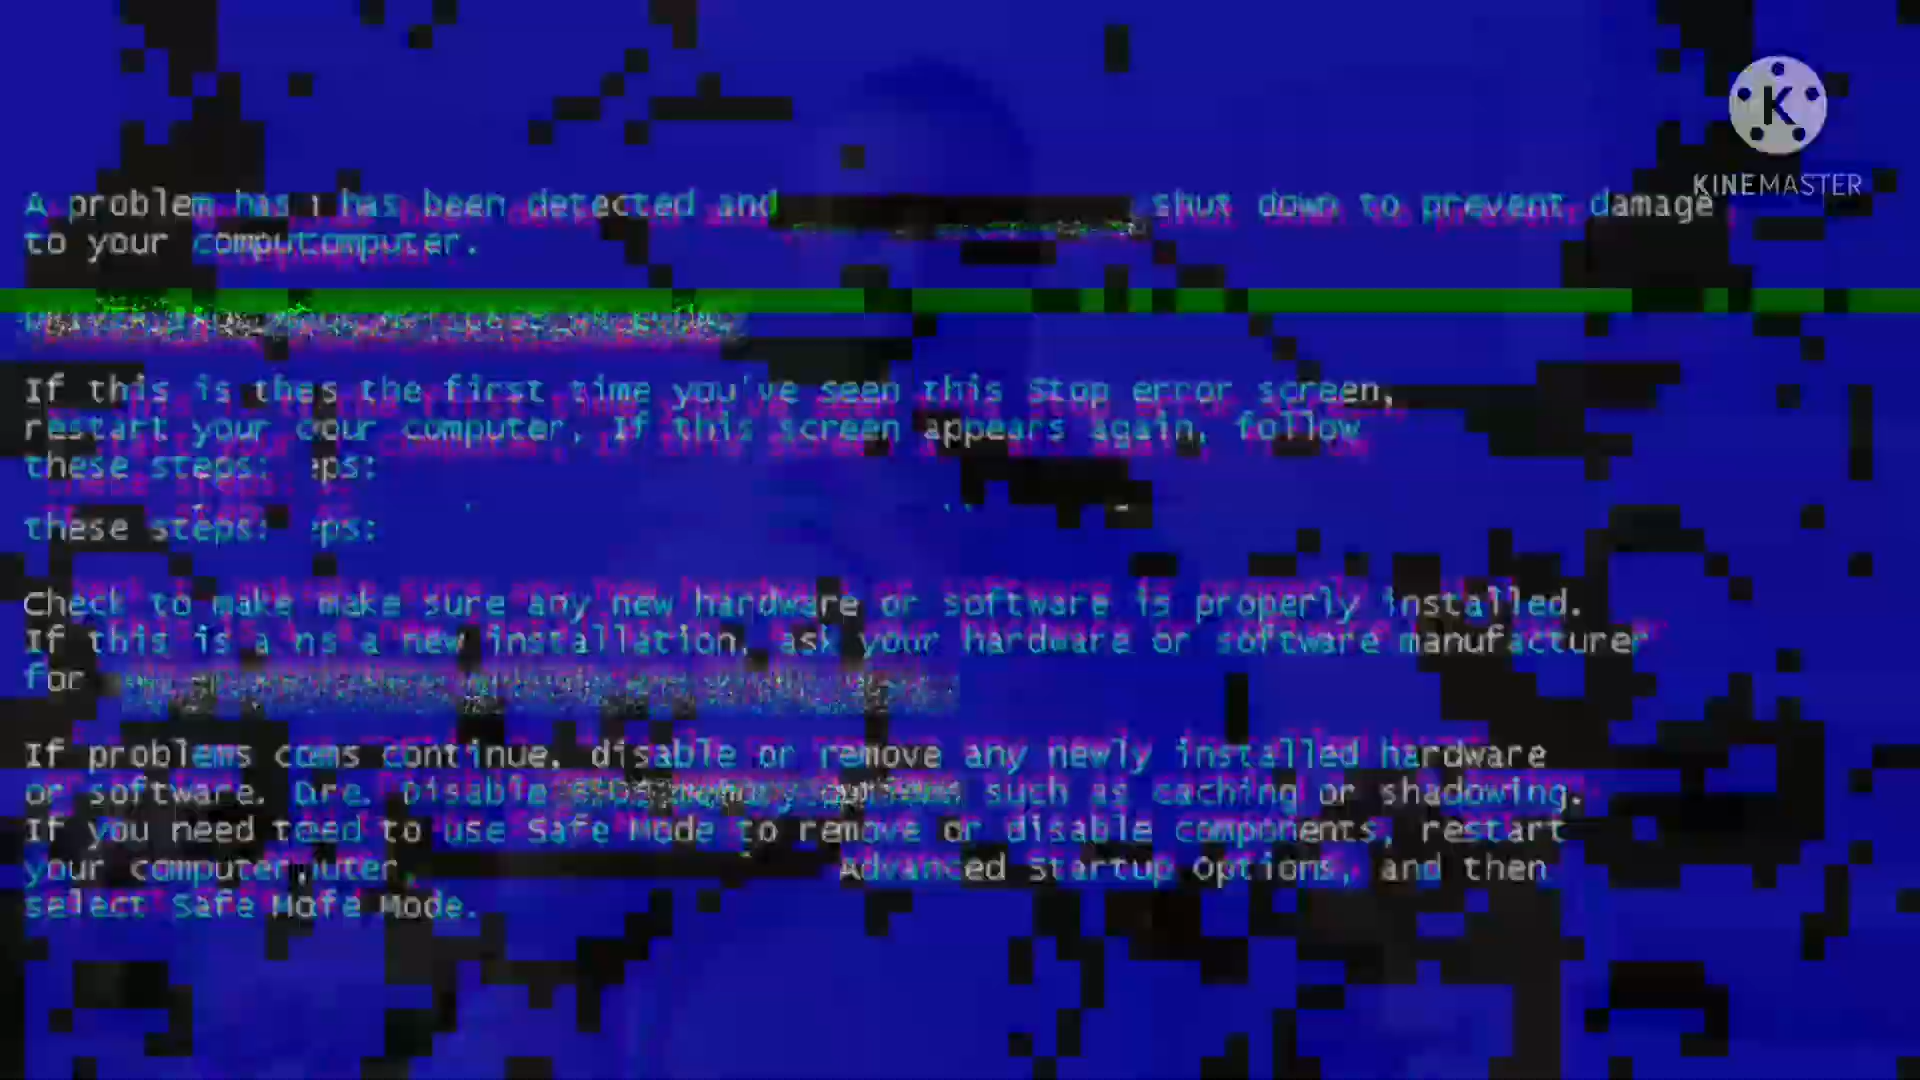 KINEMASTER
A problem has has been detected and shut down to prevent damage
to your computomputer.
If this is thes the first time you've seen this Stop error screen,
restart your cour computer. If this screen appears again, follow
these steps: eps:
these steps: eps:
Check to make make sure any new hardware or software is properly installed.
If this is a ns a new installation, ask your hardware or software manufacturer
for
If problems coms continue, disable or remove any newly installed hardware
or software. Disable such as caching or shadowing.
If you need teed to use Safe Mode to remove or disable components, restart
your computer uter, Advanced Startup Options, and then
select Safe Mode.